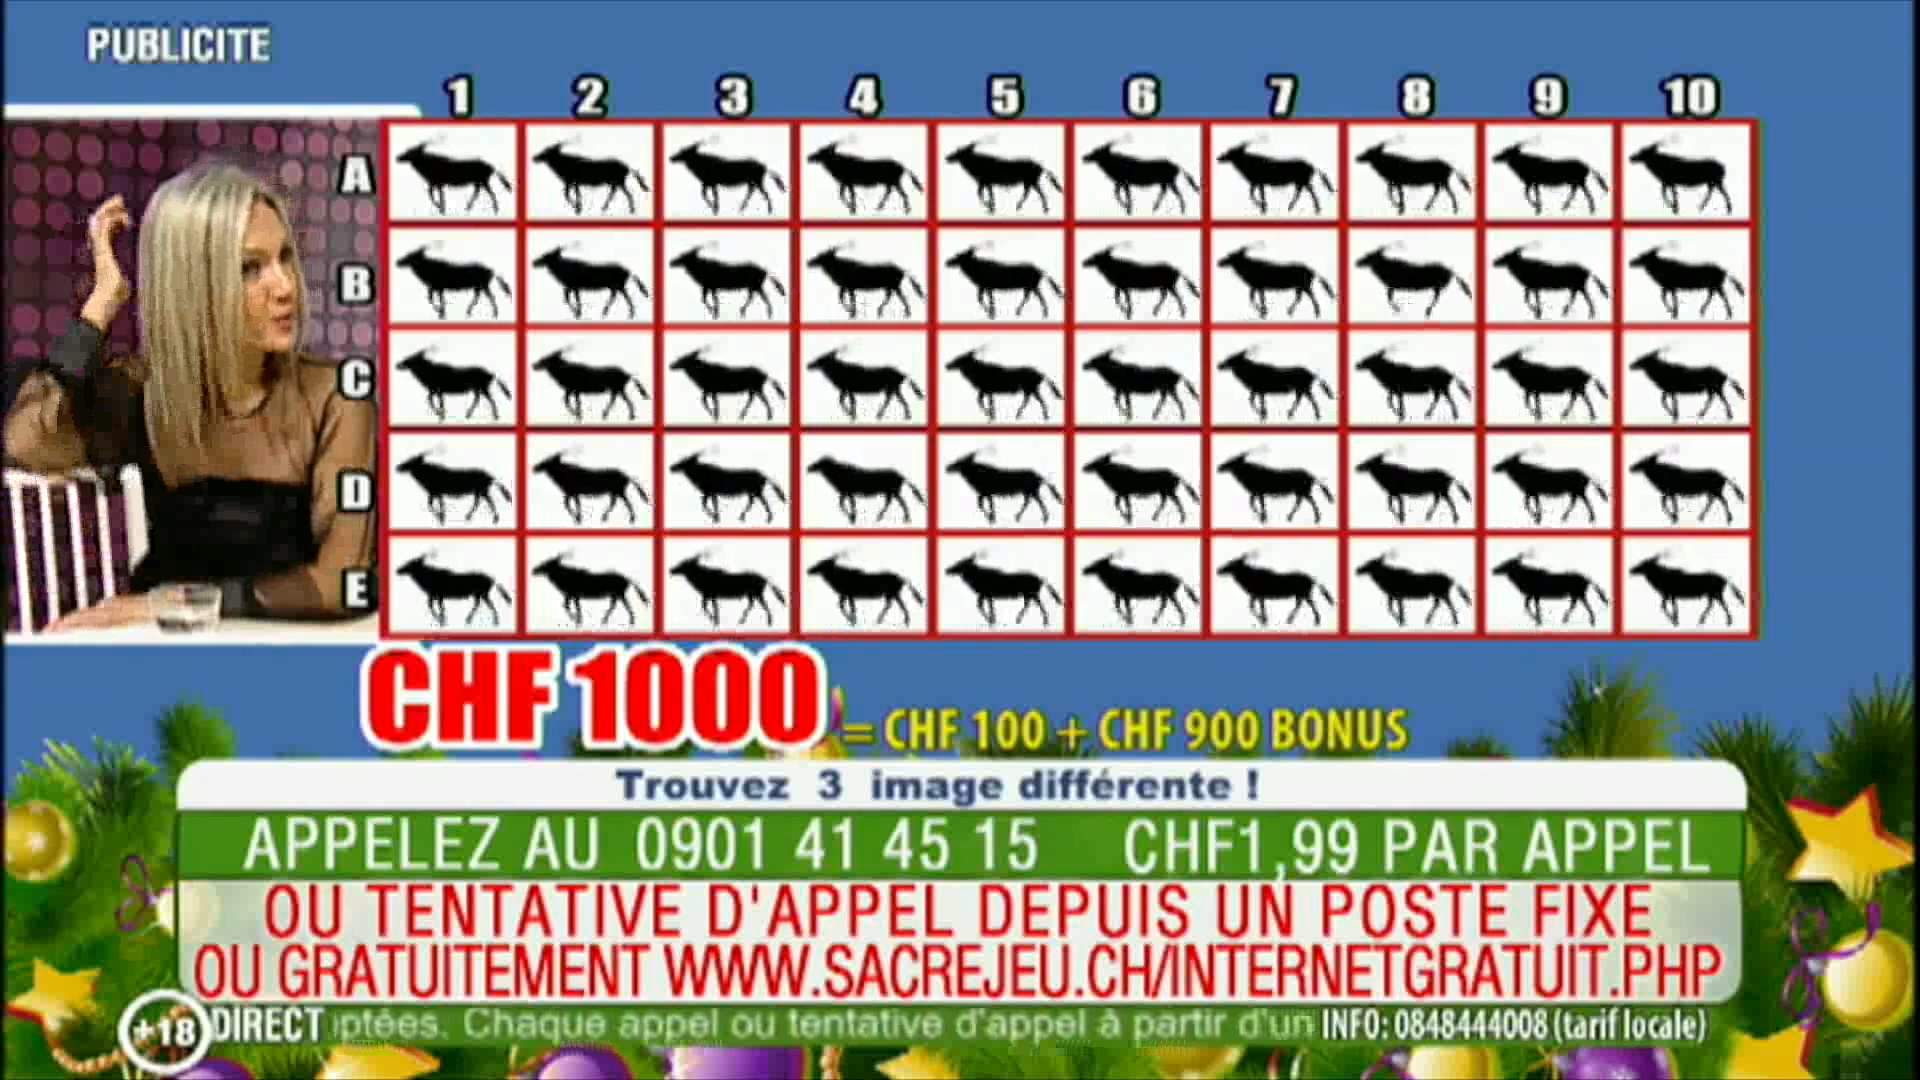 PUBLICITE
1 2 3 4 5 6 7 8 9 10
A
B
C
D
E
CHF 1000 = CHF 100 + CHF 900 BONUS
Trouvez 3 image différente !
APPELEZ AU 0901 41 45 15 CHF1,99 PAR APPEL
OU TENTATIVE D'APPEL DEPUIS UN POSTE FIXE
OU GRATUITEMENT WWW.SACREJEU.CH/INTERNETGRATUIT.PHP
+18 DIRECT iptées. Chaque appel ou tentative d'appel à partir d'un INFO: 0848444008 (tarif locale)